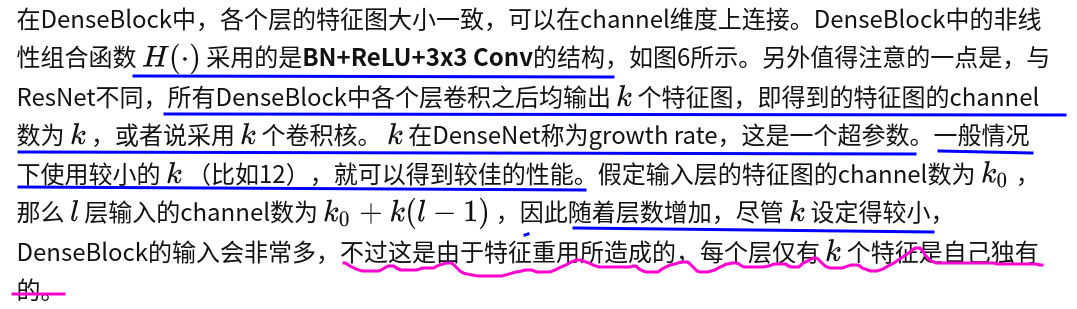 在DenseBlock中，各个层的特征图大小一致，可以在channel维度上连接。DenseBlock中的非线
性组合函数 H(·) 采用的是BN+ReLU+3x3 Conv的结构，如图6所示。另外值得注意的一点是，与
ResNet不同，所有DenseBlock中各个层卷积之后均输出 k 个特征图，即得到的特征图的channel
数为 k ，或者说采用 k 个卷积核。 k 在DenseNet称为growth rate，这是一个超参数。一般情况
下使用较小的 k （比如12），就可以得到较佳的性能。假定输入层的特征图的channel数为 k₀ ，
那么 l 层输入的channel数为 k₀ + k(l − 1) ，因此随着层数增加，尽管 k 设定得较小，
DenseBlock的输入会非常多，不过这是由于特征重用所造成的，每个层仅有 k 个特征是自己独有
的。